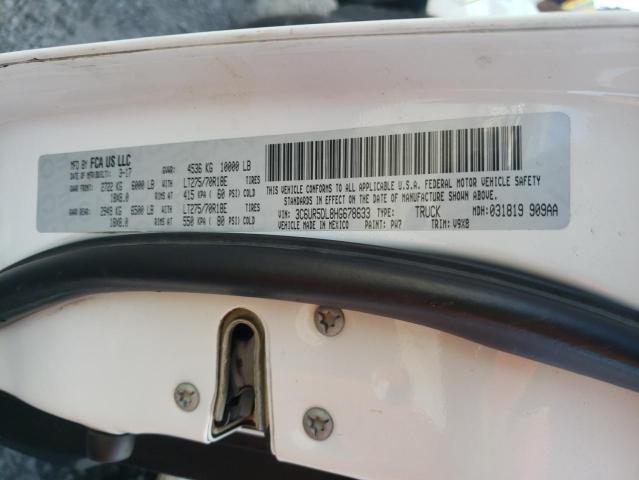 MFD BY FCA US LLC
DATE OF MFR/BUILT: 3-17
GVWR: 4536 KG 10000 LB
GAWR FRONT: 2722 KG 6000 LB
LT275/70R18E TIRES
18X8.0 RIMS AT 415 KPA ( 60 PSI) COLD
GAWR REAR: 2949 KG 6500 LB
LT275/70R18E TIRES
18X8.0 RIMS AT 550 KPA ( 80 PSI) COLD
THIS VEHICLE CONFORMS TO ALL APPLICABLE U.S.A. FEDERAL MOTOR VEHICLE SAFETY
STANDARDS IN EFFECT ON THE DATE OF MANUFACTURE SHOWN ABOVE.
VIN: 3C6UR5DL8HG678633 TYPE: TRUCK MDH: 031819 909AA
VEHICLE MADE IN MEXICO PAINT: PW7 TRIM: V9X8